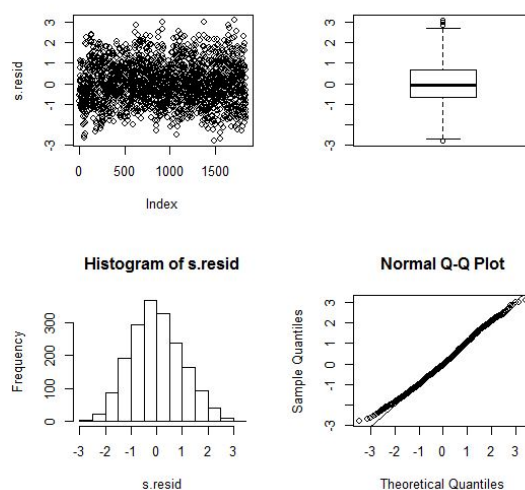 s.resid
3
2
1
0
-1
-3
0 500 1000 1500
Index
3
2
1
0
-1
-3
Histogram of s.resid
Frequency
300
200
100
0
-3 -2 -1 0 1 2 3
s.resid
Normal Q-Q Plot
Sample Quantiles
3
2
1
0
-1
-3
-3 -2 -1 0 1 2 3
Theoretical Quantiles